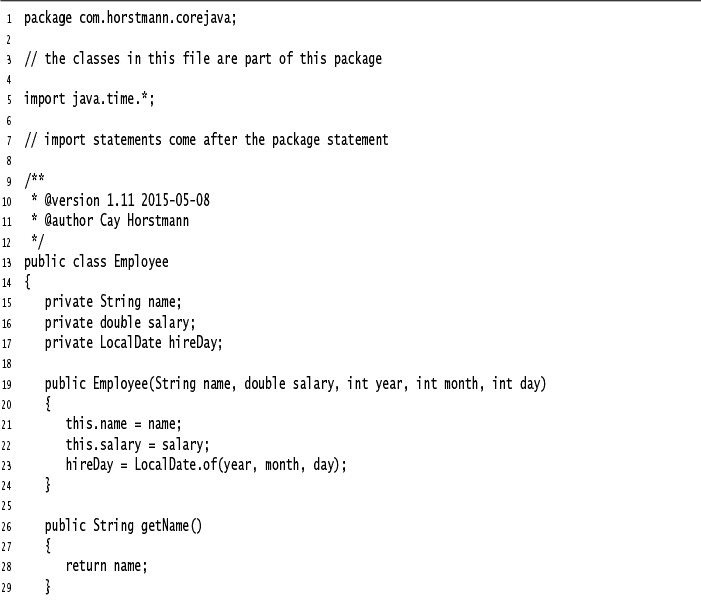 1 package com.horstmann.corejava;
2
3 // the classes in this file are part of this package
4
5 import java.time.*;
6
7 // import statements come after the package statement
8
9 /**
10 * @version 1.11 2015-05-08
11 * @author Cay Horstmann
12 */
13 public class Employee
14 {
15 private String name;
16 private double salary;
17 private LocalDate hireDay;
18
19 public Employee(String name, double salary, int year, int month, int day)
20 {
21 this.name = name;
22 this.salary = salary;
23 hireDay = LocalDate.of(year, month, day);
24 }
25
26 public String getName()
27 {
28 return name;
29 }